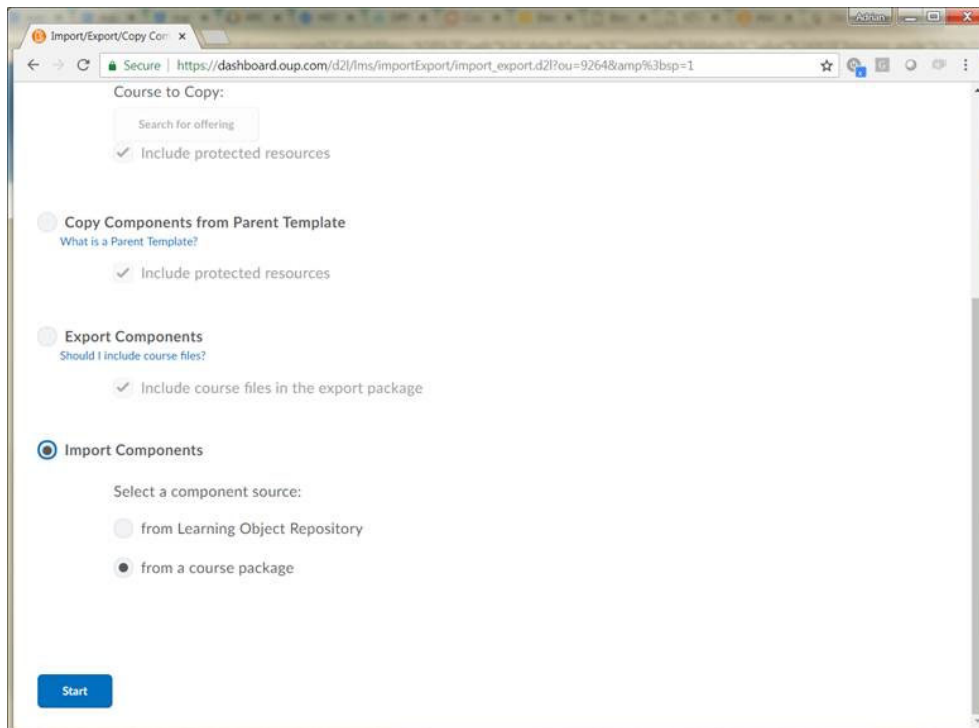 Adrian
Import/Export/Copy Com
Secure | https://dashboard.oup.com/d2l/lms/importExport/import_export.d2l?ou=9264&amp%3bsp=1
Course to Copy:
Search for offering
Include protected resources
Copy Components from Parent Template
What is a Parent Template?
Include protected resources
Export Components
Should I include course files?
Include course files in the export package
Import Components
Select a component source:
from Learning Object Repository
from a course package
Start